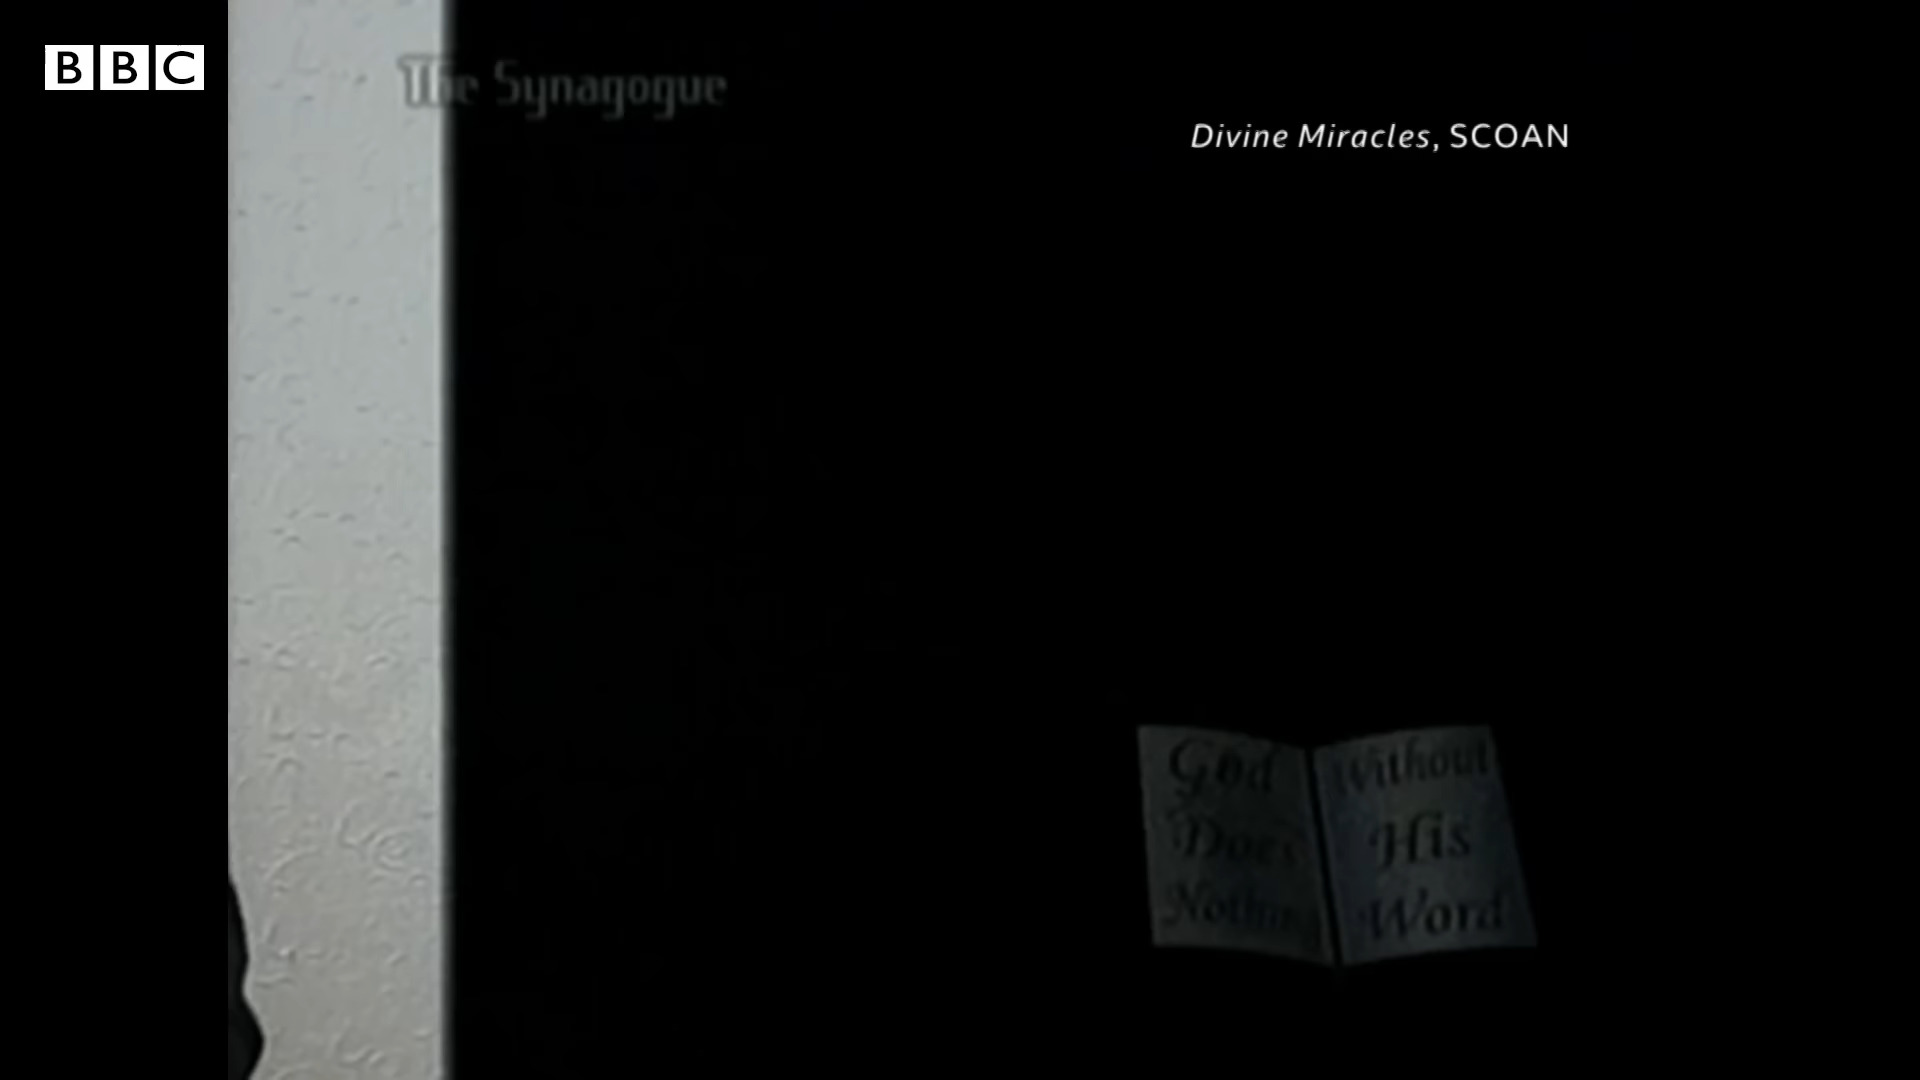 BBC
The Synagogue
Divine Miracles, SCOAN
God
Does
Nothing
Without
His
Word